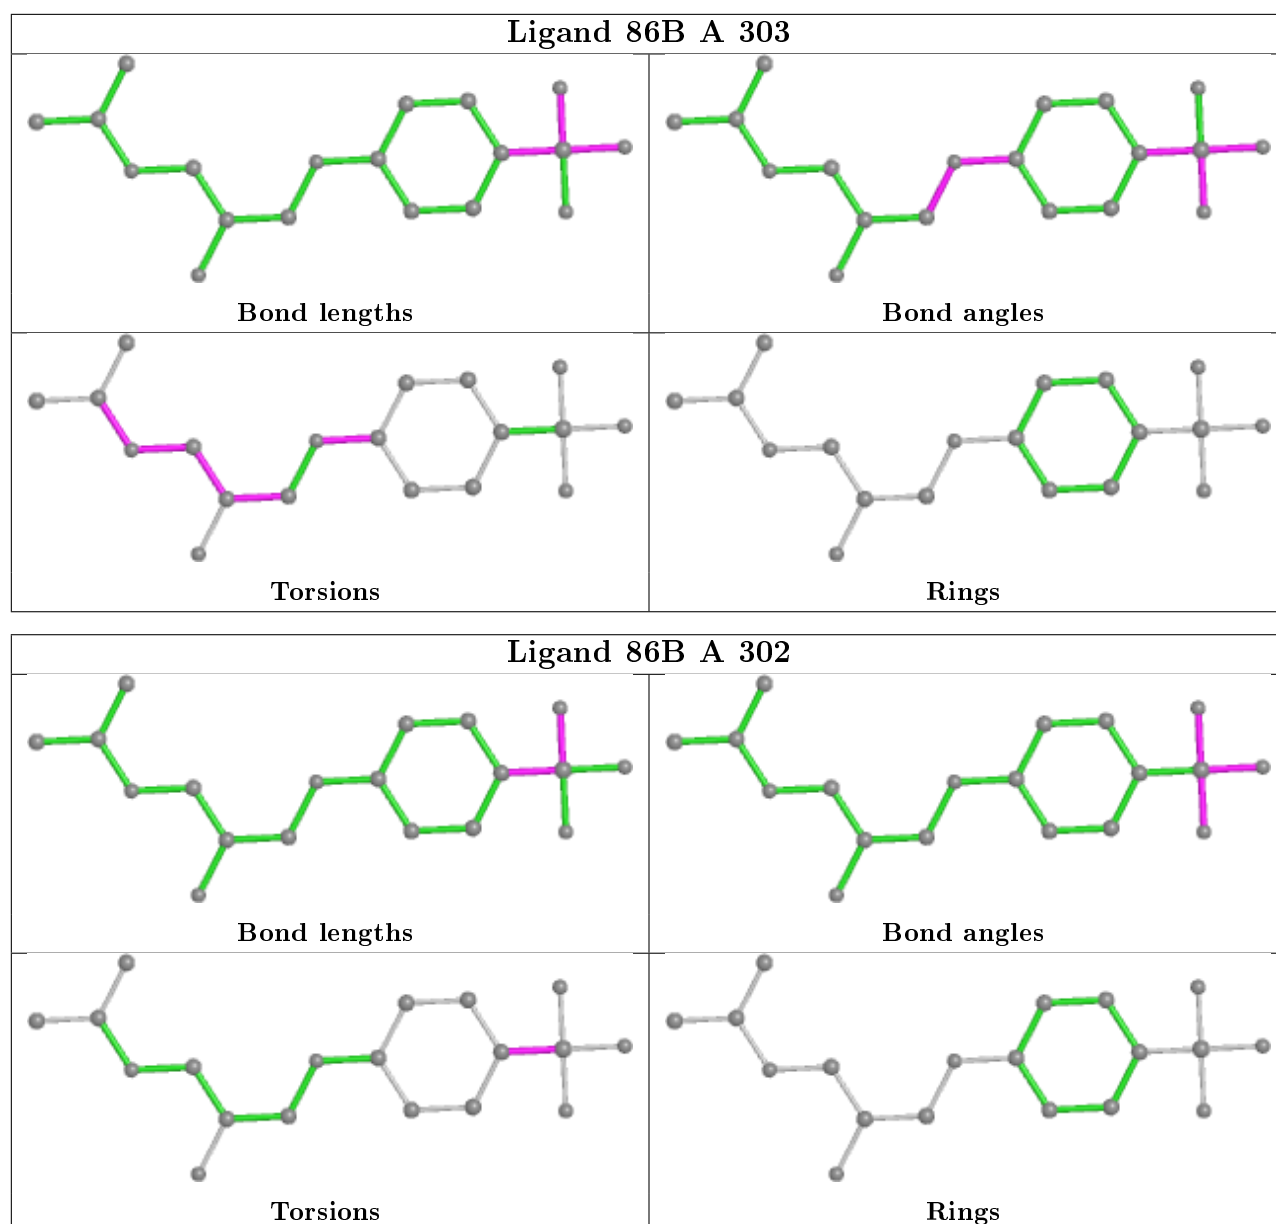 Ligand 86B A 303
Bond lengths
Bond angles
Torsions
Rings
Ligand 86B A 302
Bond lengths
Bond angles
Torsions
Rings